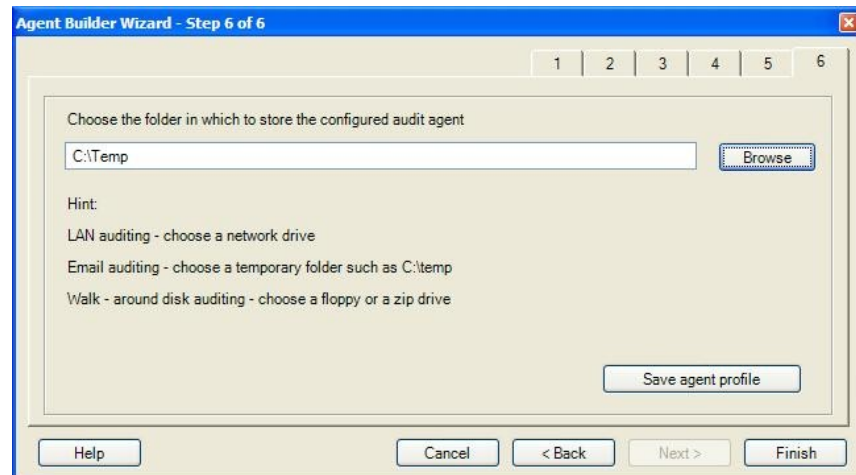 Agent Builder Wizard - Step 6 of 6
1 2 3 4 5 6
Choose the folder in which to store the configured audit agent
C:\Temp Browse
Hint:
LAN auditing - choose a network drive
Email auditing - choose a temporary folder such as C:\temp
Walk - around disk auditing - choose a floppy or a zip drive
Save agent profile
Help Cancel < Back Next > Finish